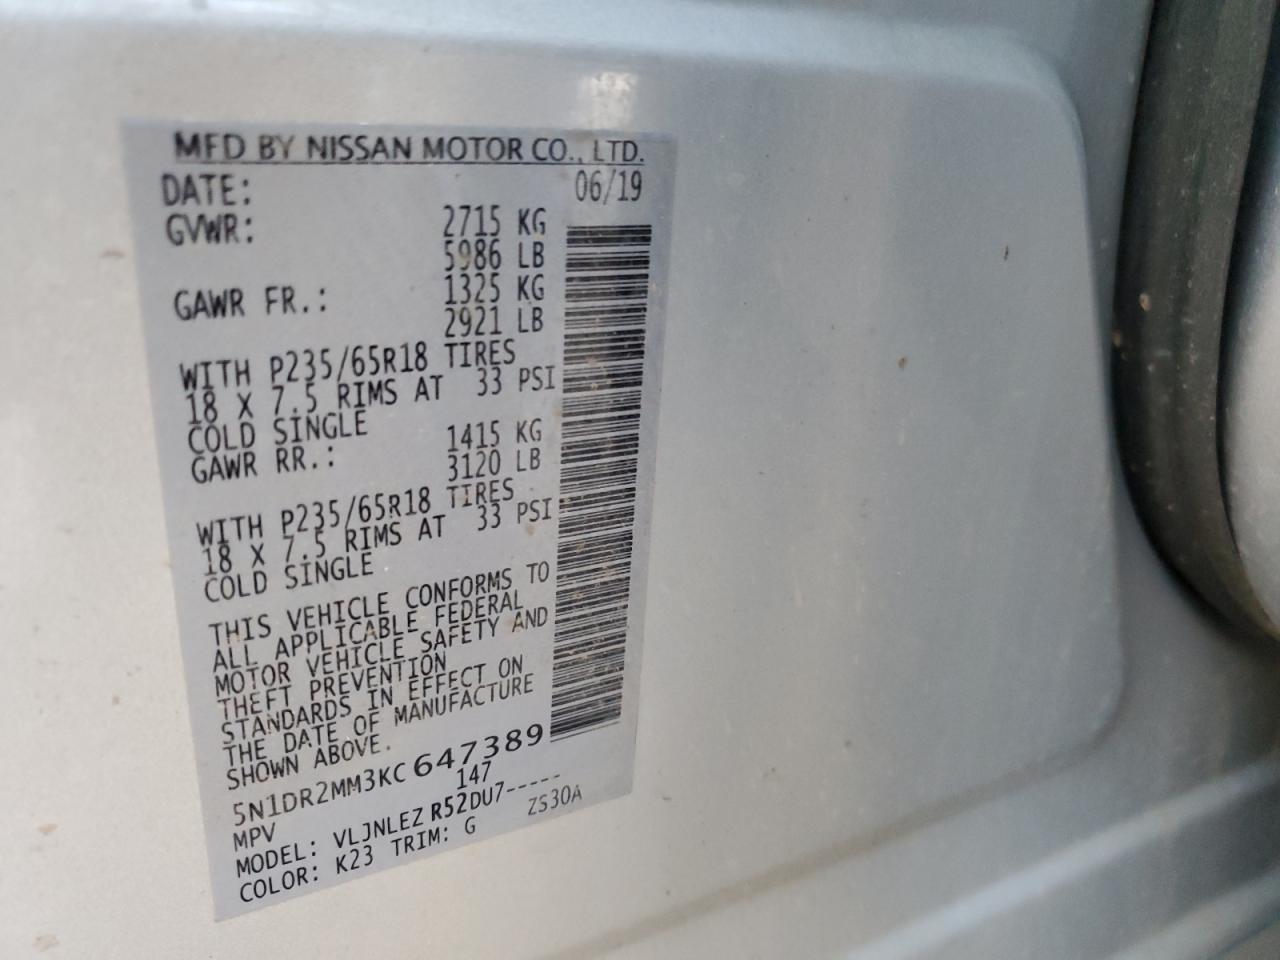 MFD BY NISSAN MOTOR CO., LTD.
DATE: 06/19
GVWR: 2715 KG
5986 LB
GAWR FR.: 1325 KG
2921 LB
WITH P235/65R18 TIRES
18 X 7.5 RIMS AT 33 PSI
COLD SINGLE
GAWR RR.: 1415 KG
3120 LB
WITH P235/65R18 TIRES
18 X 7.5 RIMS AT 33 PSI
COLD SINGLE
THIS VEHICLE CONFORMS TO
ALL APPLICABLE FEDERAL
MOTOR VEHICLE SAFETY AND
THEFT PREVENTION
STANDARDS IN EFFECT ON
THE DATE OF MANUFACTURE
SHOWN ABOVE.
5N1DR2MM3KC647389
MPV 147
MODEL: VLJNLEZ R52DU7-----
COLOR: K23 TRIM: G ZS30A